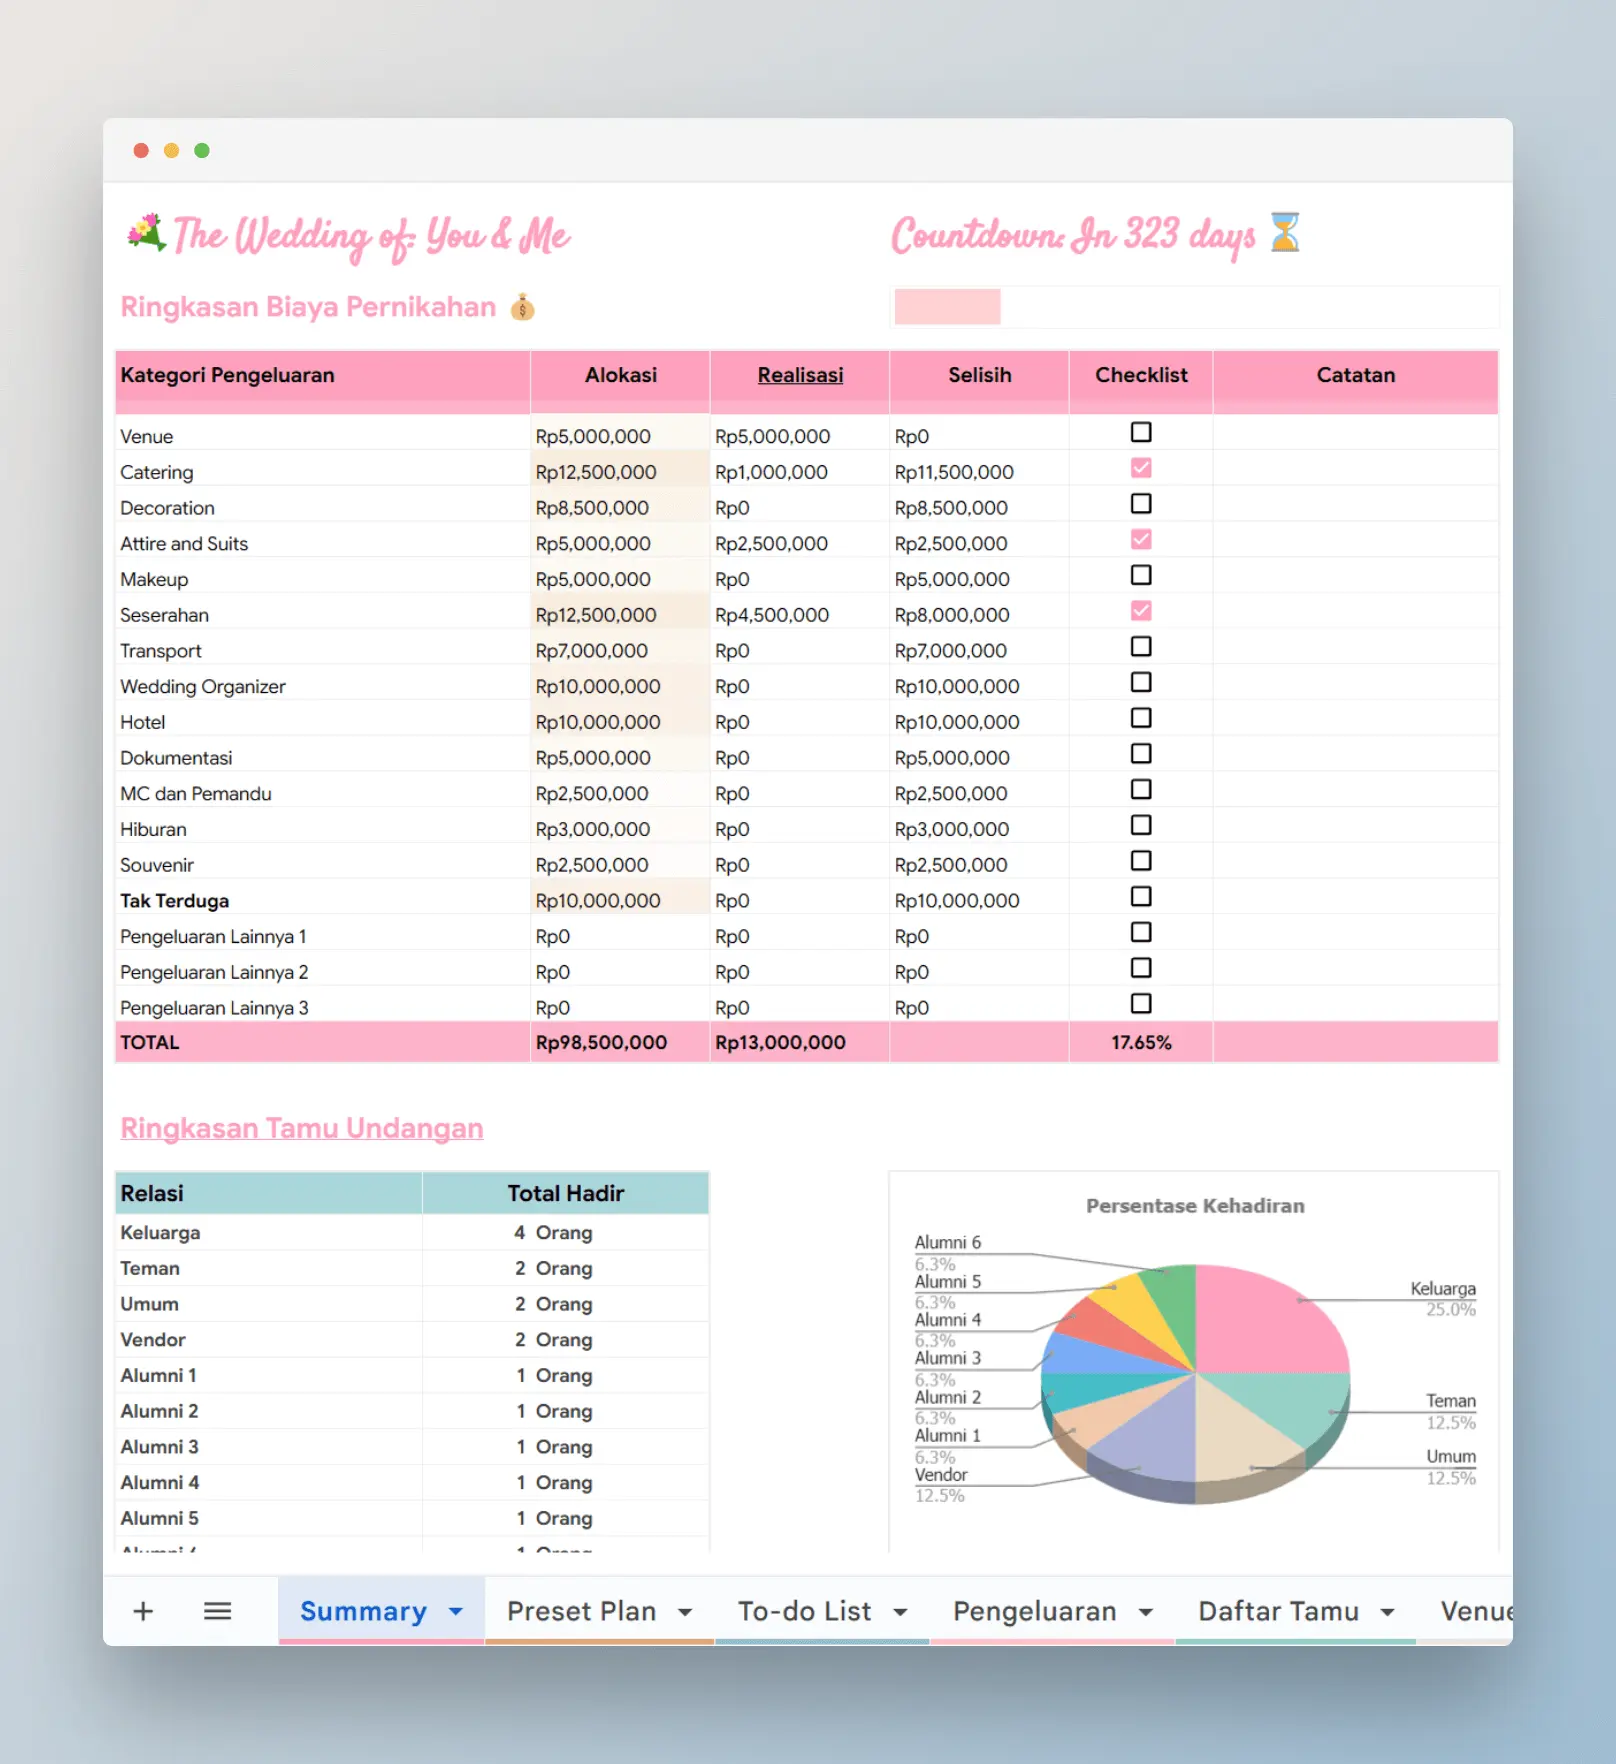 The Wedding of: You & Me
Countdown: In 323 days
Ringkasan Biaya Pernikahan
Kategori Pengeluaran Alokasi Realisasi Selisih Checklist Catatan
Venue Rp5,000,000 Rp5,000,000 Rp0
Catering Rp12,500,000 Rp1,000,000 Rp11,500,000
Decoration Rp8,500,000 Rp0 Rp8,500,000
Attire and Suits Rp5,000,000 Rp2,500,000 Rp2,500,000
Makeup Rp5,000,000 Rp0 Rp5,000,000
Seserahan Rp12,500,000 Rp4,500,000 Rp8,000,000
Transport Rp7,000,000 Rp0 Rp7,000,000
Wedding Organizer Rp10,000,000 Rp0 Rp10,000,000
Hotel Rp10,000,000 Rp0 Rp10,000,000
Dokumentasi Rp5,000,000 Rp0 Rp5,000,000
MC dan Pemandu Rp2,500,000 Rp0 Rp2,500,000
Hiburan Rp3,000,000 Rp0 Rp3,000,000
Souvenir Rp2,500,000 Rp0 Rp2,500,000
Tak Terduga Rp10,000,000 Rp0 Rp10,000,000
Pengeluaran Lainnya 1 Rp0 Rp0 Rp0
Pengeluaran Lainnya 2 Rp0 Rp0 Rp0
Pengeluaran Lainnya 3 Rp0 Rp0 Rp0
TOTAL Rp98,500,000 Rp13,000,000 17.65%
Ringkasan Tamu Undangan
Relasi Total Hadir
Keluarga 4 Orang
Teman 2 Orang
Umum 2 Orang
Vendor 2 Orang
Alumni 1 1 Orang
Alumni 2 1 Orang
Alumni 3 1 Orang
Alumni 4 1 Orang
Alumni 5 1 Orang
Persentase Kehadiran
Alumni 6
6.3%
Alumni 5
6.3%
Alumni 4
6.3%
Alumni 3
6.3%
Alumni 2
6.3%
Alumni 1
6.3%
Vendor
12.5%
Keluarga
25.0%
Teman
12.5%
Umum
12.5%
Summary Preset Plan To-do List Pengeluaran Daftar Tamu Venue